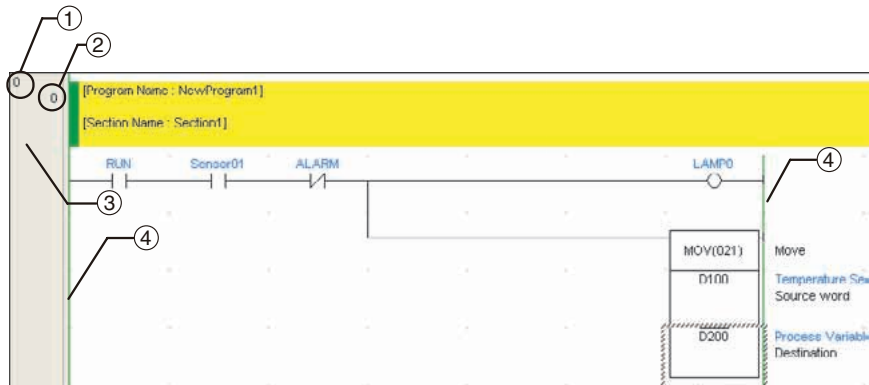 1
2
0
0
[Program Name : NewProgram1]
[Section Name : Section1]
RUN Sensor01 ALARM LAMP0
4
3
4
MOV(021) Move
D100 Temperature
Source word
D200 Process
Destination